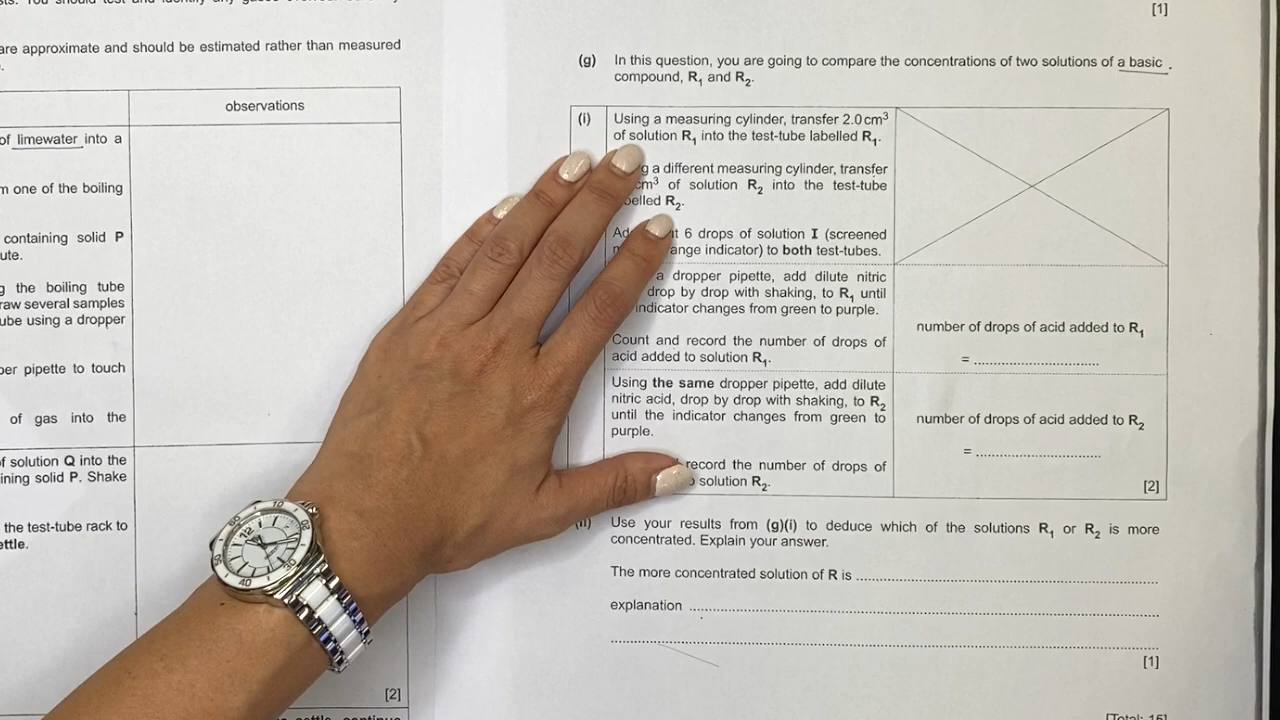 are approximate and should be estimated rather than measured
observations
of limewater into a
one of the boiling
containing solid P
ute.
the boiling tube
raw several samples
ube using a dropper
per pipette to touch
of gas into the
of solution Q into the
ining solid P. Shake
the test-tube rack to
ettle.
[2]
[1]
(g) In this question, you are going to compare the concentrations of two solutions of a basic
compound, R₁ and R₂.
(i) Using a measuring cylinder, transfer 2.0 cm³
of solution R₁ into the test-tube labelled R₁.
g a different measuring cylinder, transfer
cm³ of solution R₂ into the test-tube
elled R₂.
6 drops of solution I (screened
ange indicator) to both test-tubes.
a dropper pipette, add dilute nitric
drop by drop with shaking, to R₁ until
indicator changes from green to purple.
Count and record the number of drops of
acid added to solution R₁.
number of drops of acid added to R₁
= ..............................
Using the same dropper pipette, add dilute
nitric acid, drop by drop with shaking, to R₂
until the indicator changes from green to
purple.
record the number of drops of
solution R₂.
number of drops of acid added to R₂
= ..............................
[2]
Use your results from (g)(i) to deduce which of the solutions R₁ or R₂ is more
concentrated. Explain your answer.
The more concentrated solution of R is ..............................
explanation ..............................
..............................
[1]
[Total: 16]